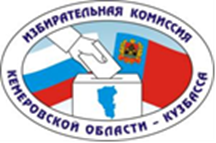 ИЗБИРАТЕЛЬНАЯ КОМИССИЯ
КЕМЕРОВСКОЙ ОБЛАСТИ – КУЗБАССА